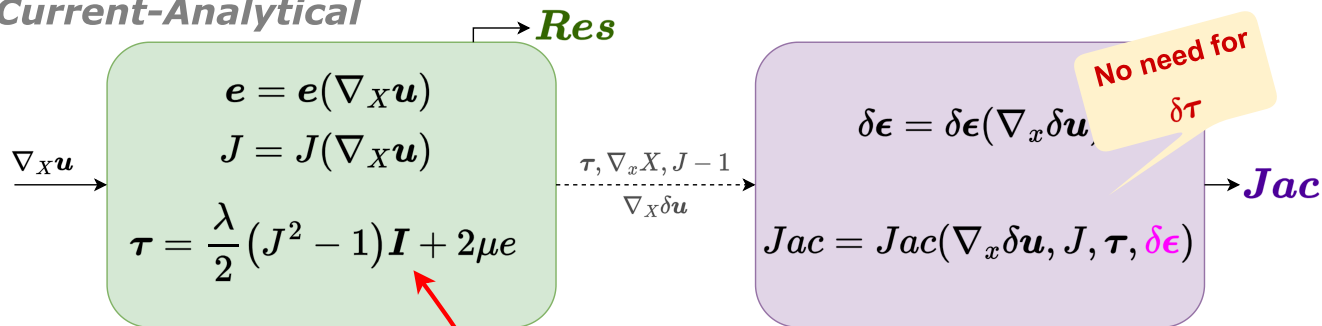 Current-Analytical
Res
e = e(∇_X u)
J = J(∇_X u)
τ = λ/2 (J² − 1)I + 2μe
∇_X u
τ, ∇_x X, J − 1
∇_X δu
No need for
δτ
δϵ = δϵ(∇_x δu
Jac = Jac(∇_x δu, J, τ, δϵ)
Jac